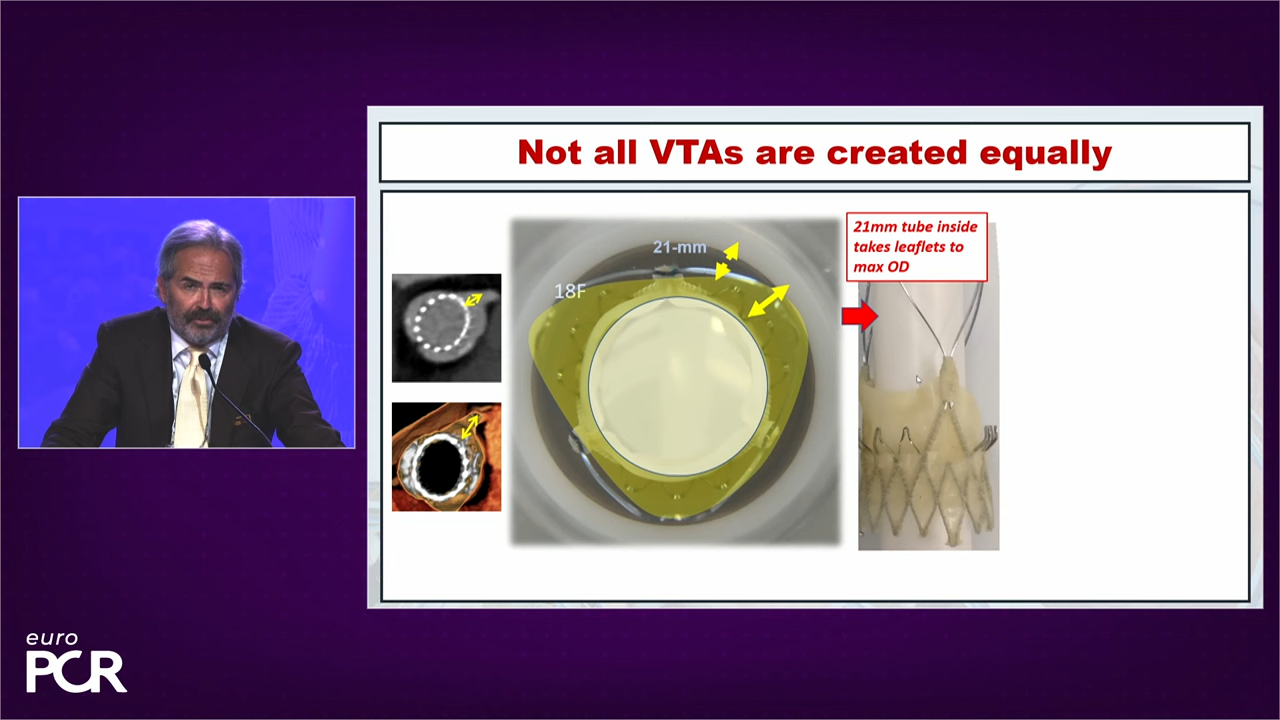 Not all VTAs are created equally
21-mm
18F
21mm tube inside
takes leaflets to
max OD
euro
PCR